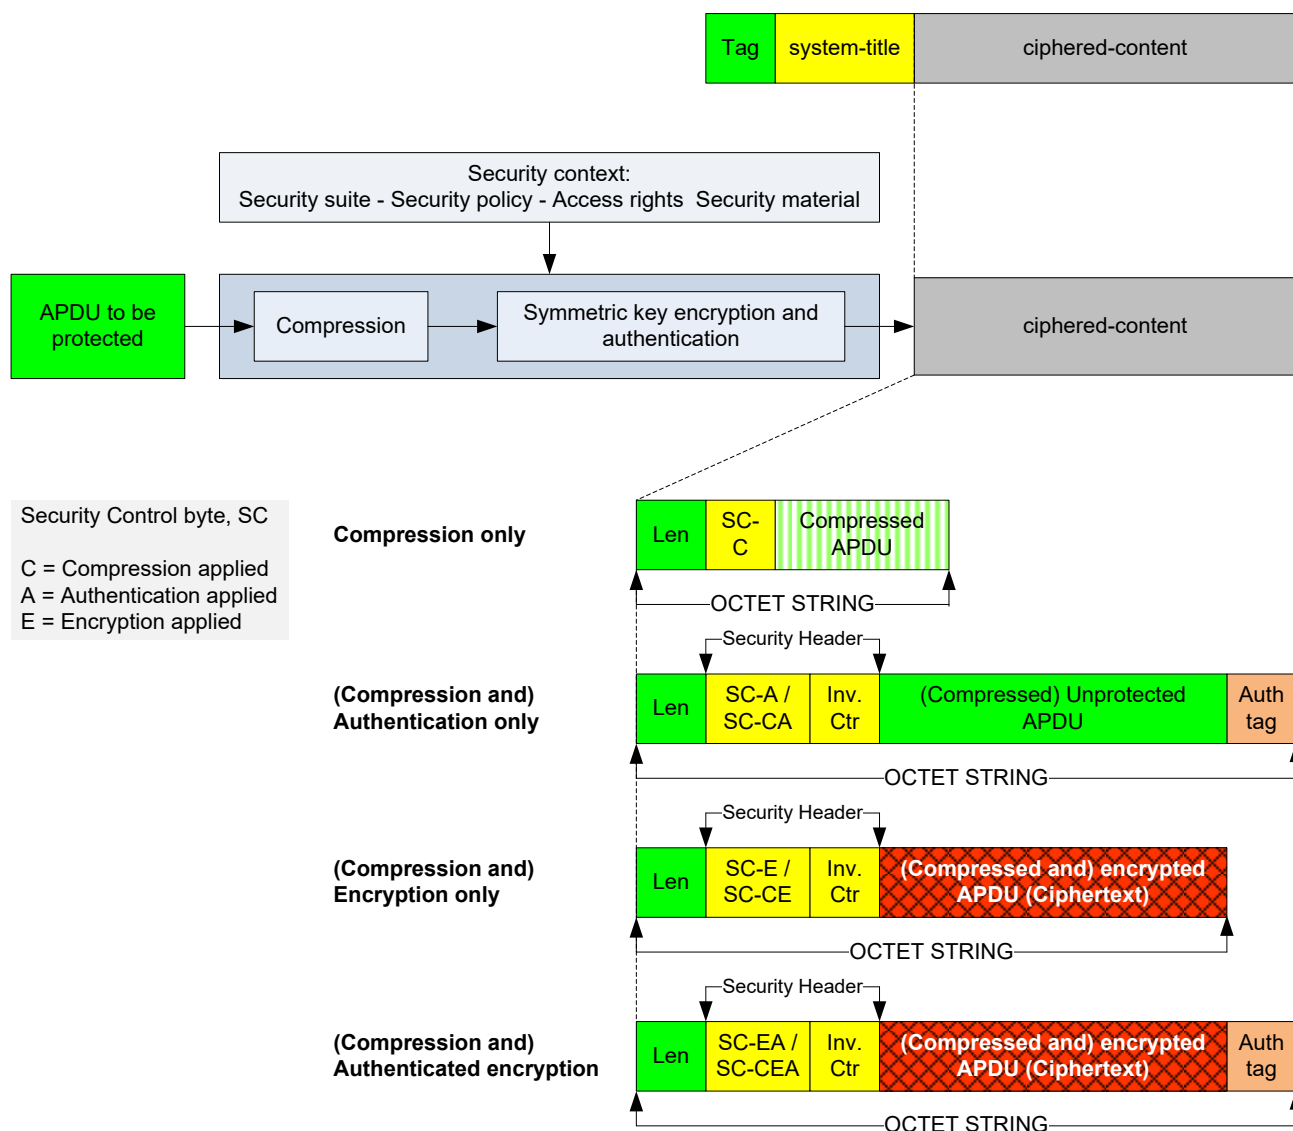 Tag
system-title
ciphered-content
Security context:
Security suite - Security policy - Access rights  Security material
APDU to be
protected
Compression
Symmetric key encryption and
authentication
ciphered-content
Security Control byte, SC
C = Compression applied
A = Authentication applied
E = Encryption applied
Compression only
Len
SC-
C
Compressed
APDU
OCTET STRING
Security Header
(Compression and)
Authentication only
Len
SC-A /
SC-CA
Inv.
Ctr
(Compressed) Unprotected
APDU
Auth
tag
OCTET STRING
Security Header
(Compression and)
Encryption only
Len
SC-E /
SC-CE
Inv.
Ctr
(Compressed and) encrypted
APDU (Ciphertext)
OCTET STRING
Security Header
(Compression and)
Authenticated encryption
Len
SC-EA /
SC-CEA
Inv.
Ctr
(Compressed and) encrypted
APDU (Ciphertext)
Auth
tag
OCTET STRING